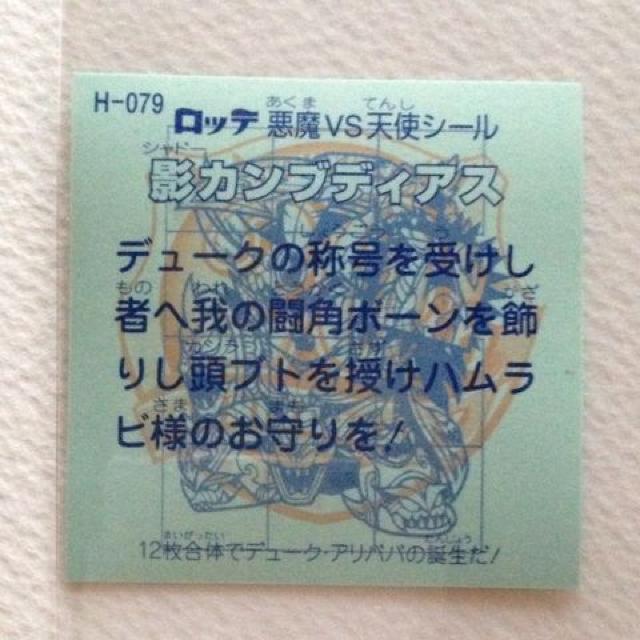 H-079 ロッテ 悪魔VS天使シール
影カンブディアス
デュークの称号を受けし
者へ我の闘角ホーンを飾
りし頭ブトを授けハムラ
ビ様のお守りを!
12枚合体でデューク・アリババの誕生だ!